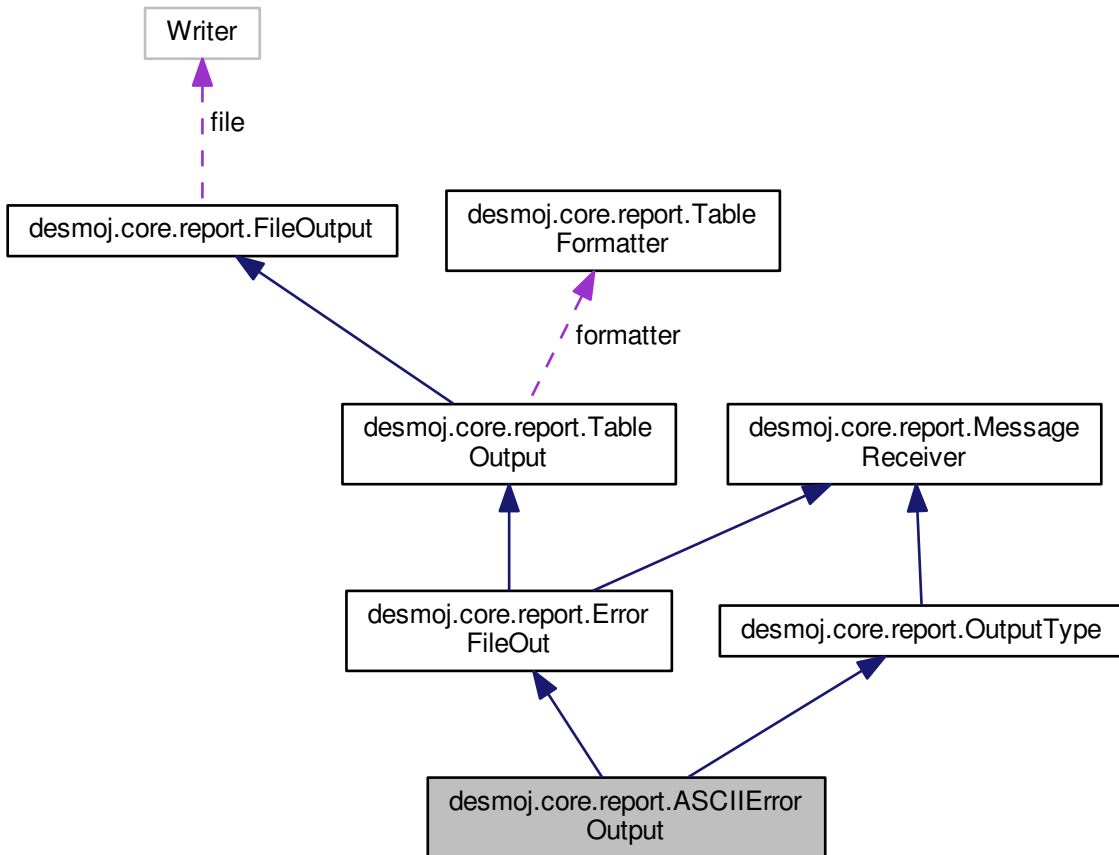 Writer
file
desmoj.core.report.FileOutput
desmoj.core.report.Table
Formatter
formatter
desmoj.core.report.Table
Output
desmoj.core.report.Message
Receiver
desmoj.core.report.Error
FileOut
desmoj.core.report.OutputType
desmoj.core.report.ASCIIError
Output